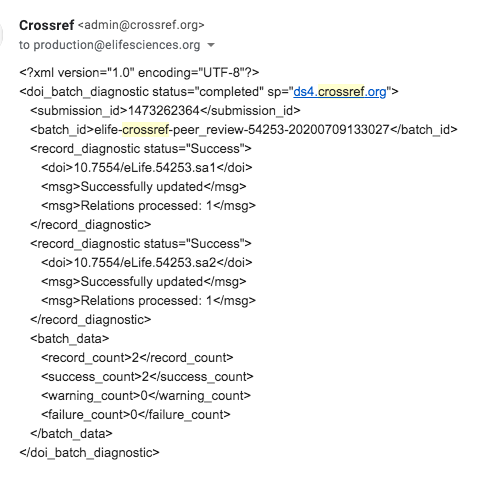 Crossref <admin@crossref.org>
to production@elifesciences.org
<?xml version="1.0" encoding="UTF-8"?>
<doi_batch_diagnostic status="completed" sp="ds4.crossref.org">
<submission_id>1473262364</submission_id>
<batch_id>elife-crossref-peer_review-54253-20200709133027</batch_id>
<record_diagnostic status="Success">
<doi>10.7554/eLife.54253.sa1</doi>
<msg>Successfully updated</msg>
<msg>Relations processed: 1</msg>
</record_diagnostic>
<record_diagnostic status="Success">
<doi>10.7554/eLife.54253.sa2</doi>
<msg>Successfully updated</msg>
<msg>Relations processed: 1</msg>
</record_diagnostic>
<batch_data>
<record_count>2</record_count>
<success_count>2</success_count>
<warning_count>0</warning_count>
<failure_count>0</failure_count>
</batch_data>
</doi_batch_diagnostic>